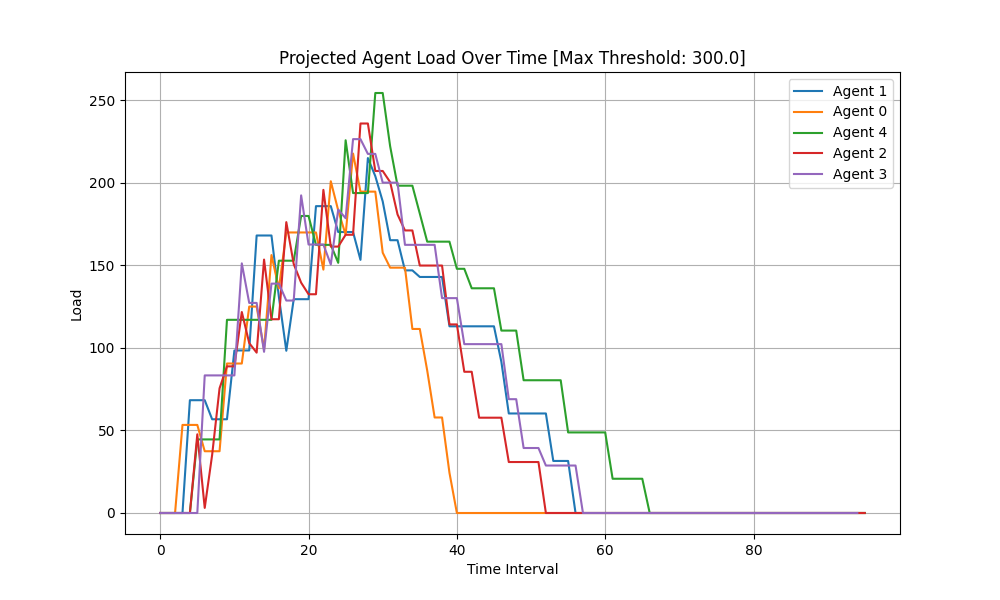 Projected Agent Load Over Time [Max Threshold: 300.0]
Agent 1
Agent 0
Agent 4
Agent 2
Agent 3
250
200
150
100
50
0
Load
0 20 40 60 80
Time Interval